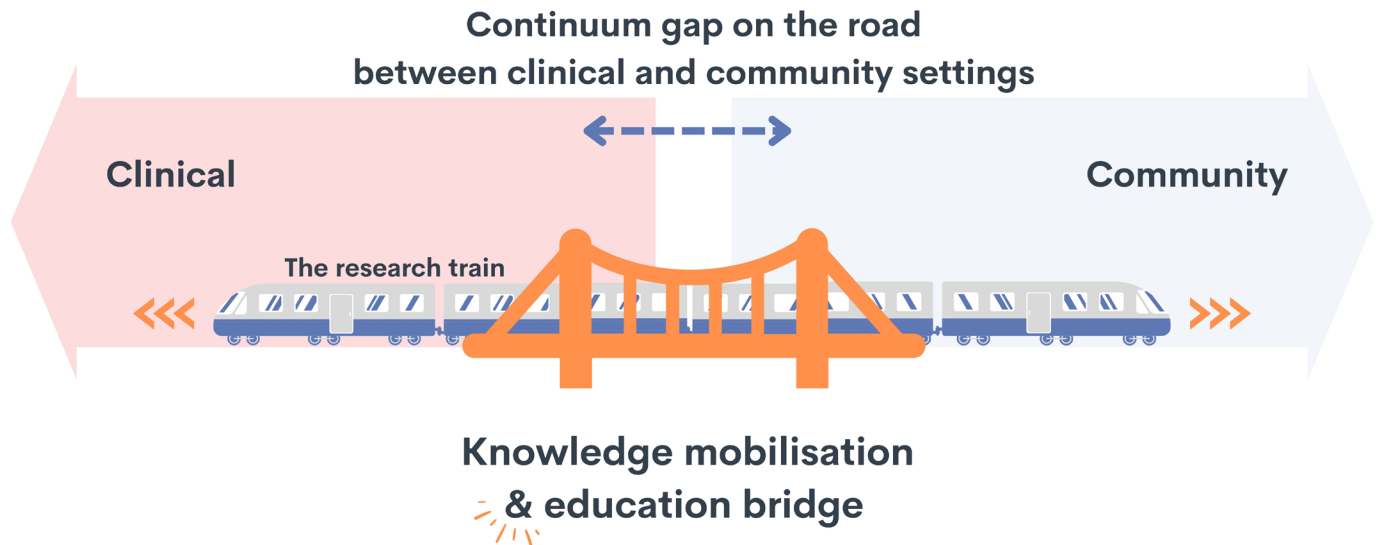 Continuum gap on the road
between clinical and community settings
Clinical
Community
The research train
Knowledge mobilisation
& education bridge